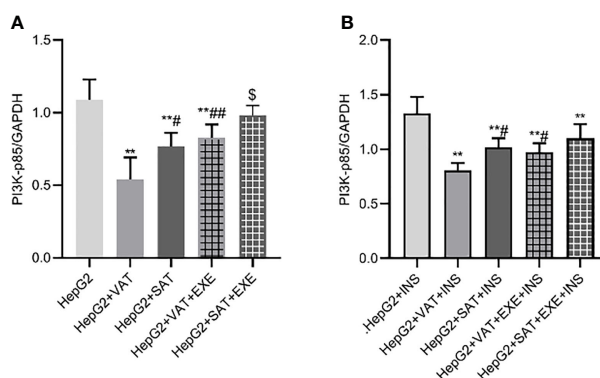 A
PI3K-p85/GAPDH
1.5
1.0
0.5
0.0
**
**#
**##
$
HepG2
HepG2+VAT
HepG2+SAT
HepG2+VAT+EXE
HepG2+SAT+EXE
B
PI3K-p85/GAPDH
2.0
1.5
1.0
0.5
0.0
**
**#
**#
**
.HepG2+INS
HepG2+VAT+INS
HepG2+SAT+INS
HepG2+VAT+EXE+INS
HepG2+SAT+EXE+INS